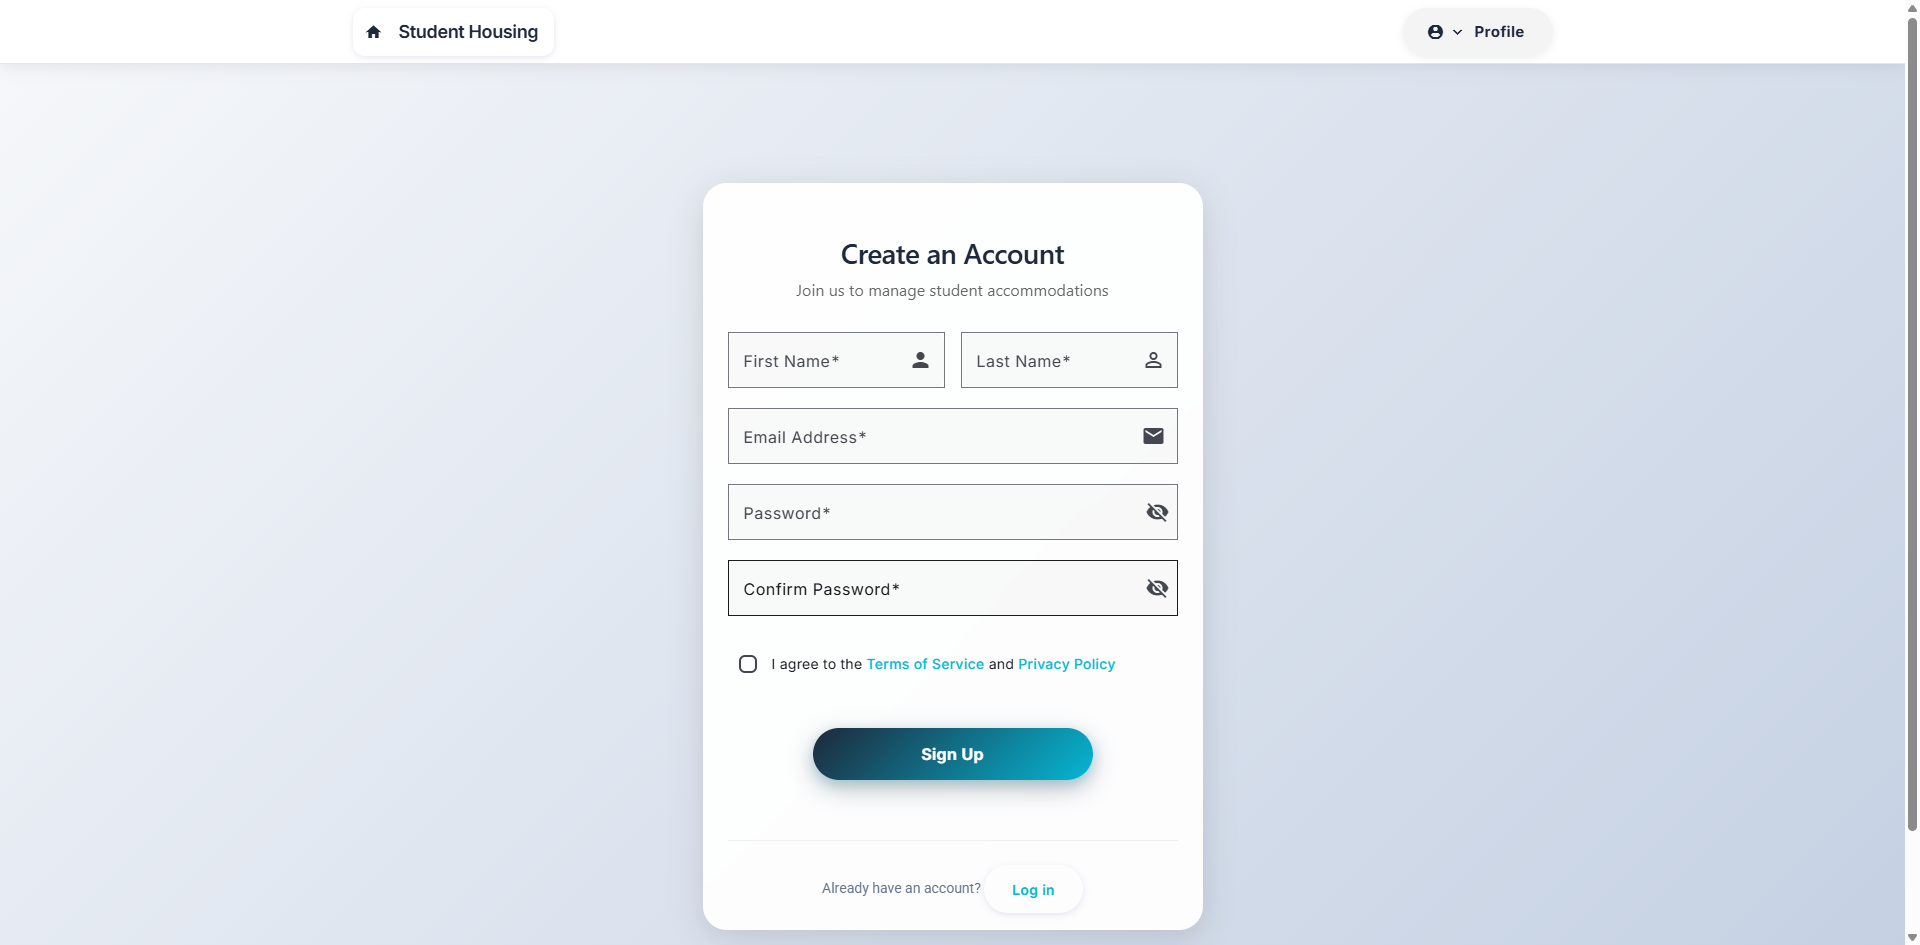 Student Housing
Profile
Create an Account
Join us to manage student accommodations
First Name*
Last Name*
Email Address*
Password*
Confirm Password*
I agree to the Terms of Service and Privacy Policy
Sign Up
Already have an account? Log in